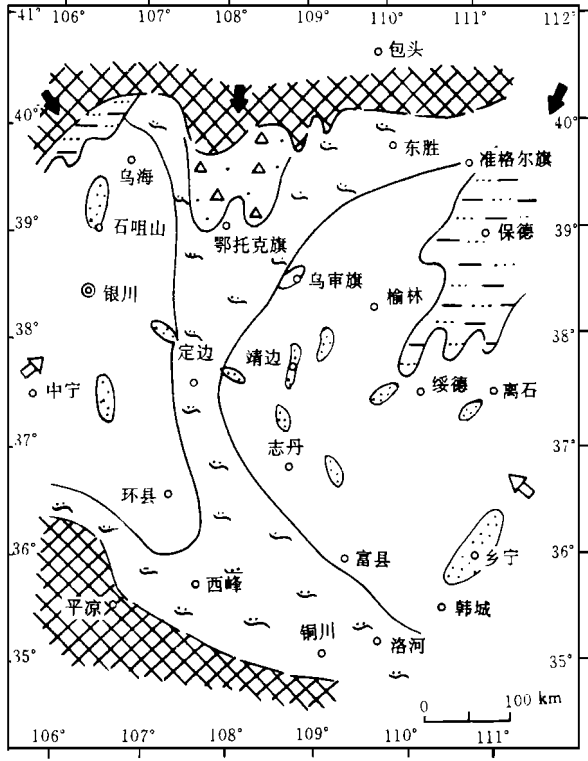 41° 106° 107° 108° 109° 110° 111° 112°
包头
40° 40°
东胜
准格尔旗
乌海
39° 石咀山 鄂托克旗 保德 39°
乌审旗
银川 榆林
38° 38°
定边 靖边
中宁 绥德 离石
37° 志丹 37°
环县
36° 富县 乡宁 36°
西峰
平凉 韩城
铜川 洛河
35° 35°
0 100 km
106° 107° 108° 109° 110° 111°